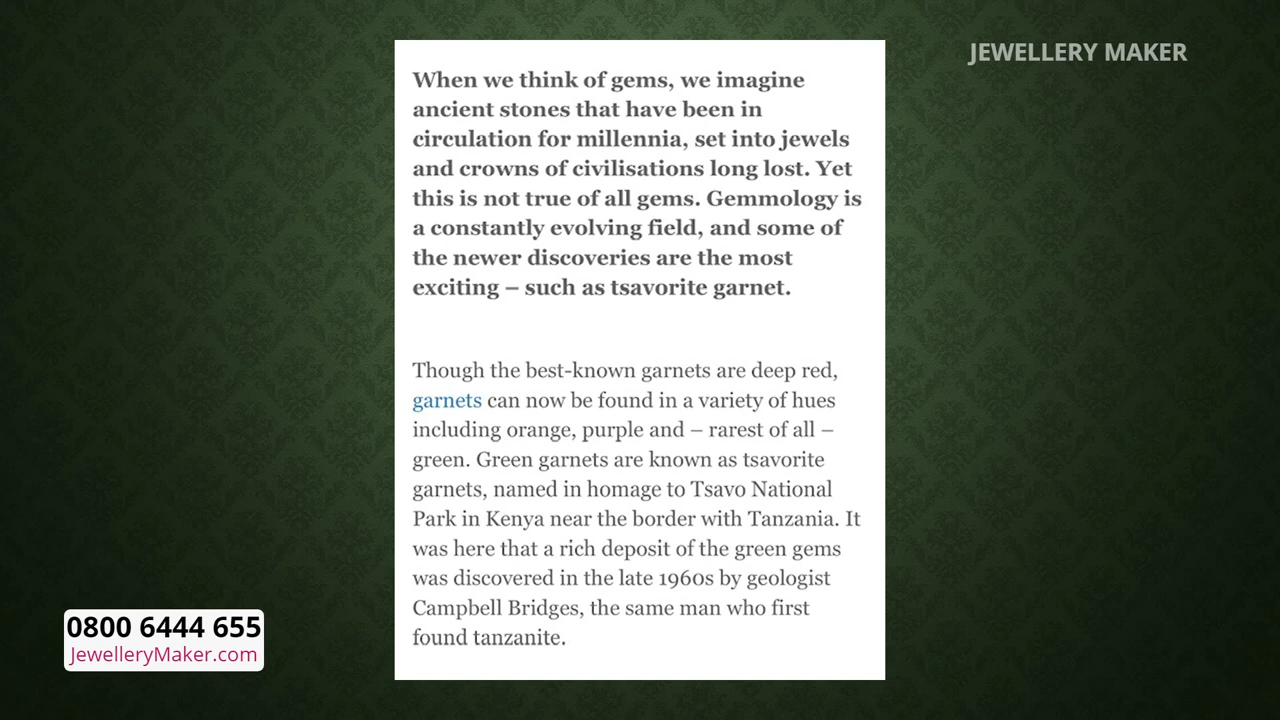 JEWELLERY MAKER
When we think of gems, we imagine
ancient stones that have been in
circulation for millennia, set into jewels
and crowns of civilisations long lost. Yet
this is not true of all gems. Gemmology is
a constantly evolving field, and some of
the newer discoveries are the most
exciting – such as tsavorite garnet.
Though the best-known garnets are deep red,
garnets can now be found in a variety of hues
including orange, purple and – rarest of all –
green. Green garnets are known as tsavorite
garnets, named in homage to Tsavo National
Park in Kenya near the border with Tanzania. It
was here that a rich deposit of the green gems
was discovered in the late 1960s by geologist
Campbell Bridges, the same man who first
found tanzanite.
0800 6444 655
JewelleryMaker.com